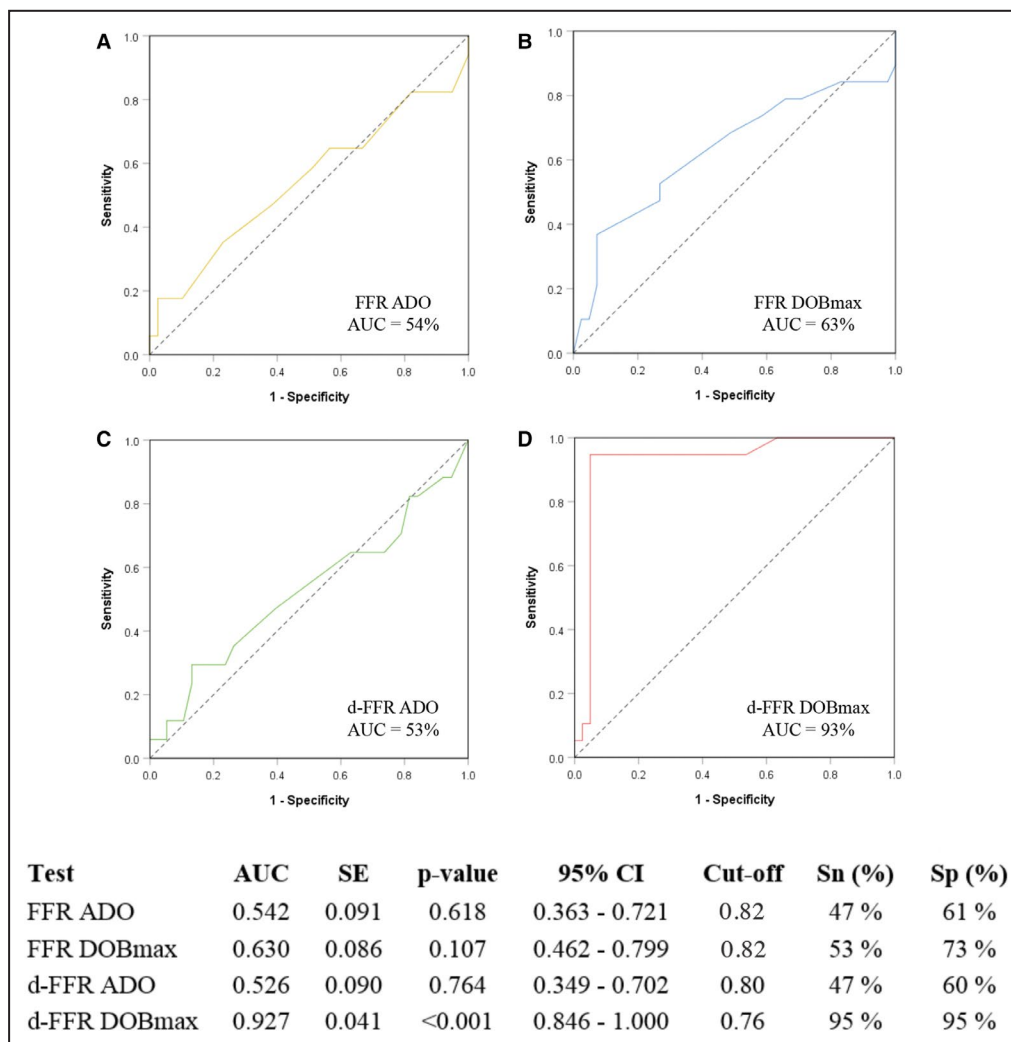 A
1.0
0.8
0.6
0.4
0.2
0.0
Sensitivity
FFR ADO
AUC = 54%
0.0 0.2 0.4 0.6 0.8 1.0
1 - Specificity
B
1.0
0.8
0.6
0.4
0.2
0.0
Sensitivity
FFR DOBmax
AUC = 63%
0.0 0.2 0.4 0.6 0.8 1.0
1 - Specificity
C
1.0
0.8
0.6
0.4
0.2
0.0
Sensitivity
d-FFR ADO
AUC = 53%
0.0 0.2 0.4 0.6 0.8 1.0
1 - Specificity
D
1.0
0.8
0.6
0.4
0.2
0.0
Sensitivity
d-FFR DOBmax
AUC = 93%
0.0 0.2 0.4 0.6 0.8 1.0
1 - Specificity
Test AUC SE p-value 95% CI Cut-off Sn (%) Sp (%)
FFR ADO 0.542 0.091 0.618 0.363 - 0.721 0.82 47 % 61 %
FFR DOBmax 0.630 0.086 0.107 0.462 - 0.799 0.82 53 % 73 %
d-FFR ADO 0.526 0.090 0.764 0.349 - 0.702 0.80 47 % 60 %
d-FFR DOBmax 0.927 0.041 <0.001 0.846 - 1.000 0.76 95 % 95 %